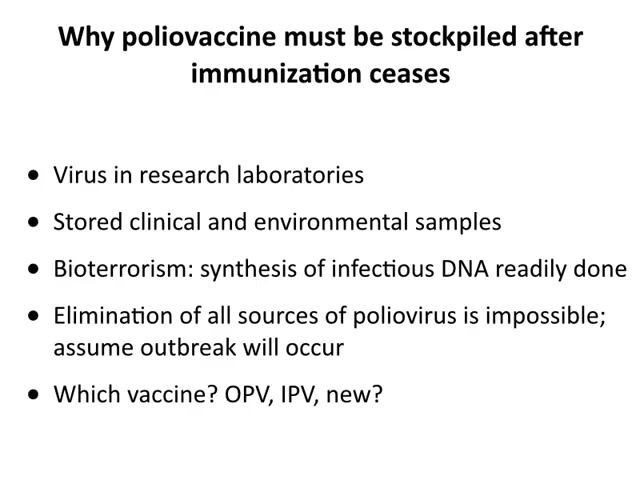 Why poliovaccine must be stockpiled after
immunization ceases
• Virus in research laboratories
• Stored clinical and environmental samples
• Bioterrorism: synthesis of infectious DNA readily done
• Elimination of all sources of poliovirus is impossible;
assume outbreak will occur
• Which vaccine? OPV, IPV, new?